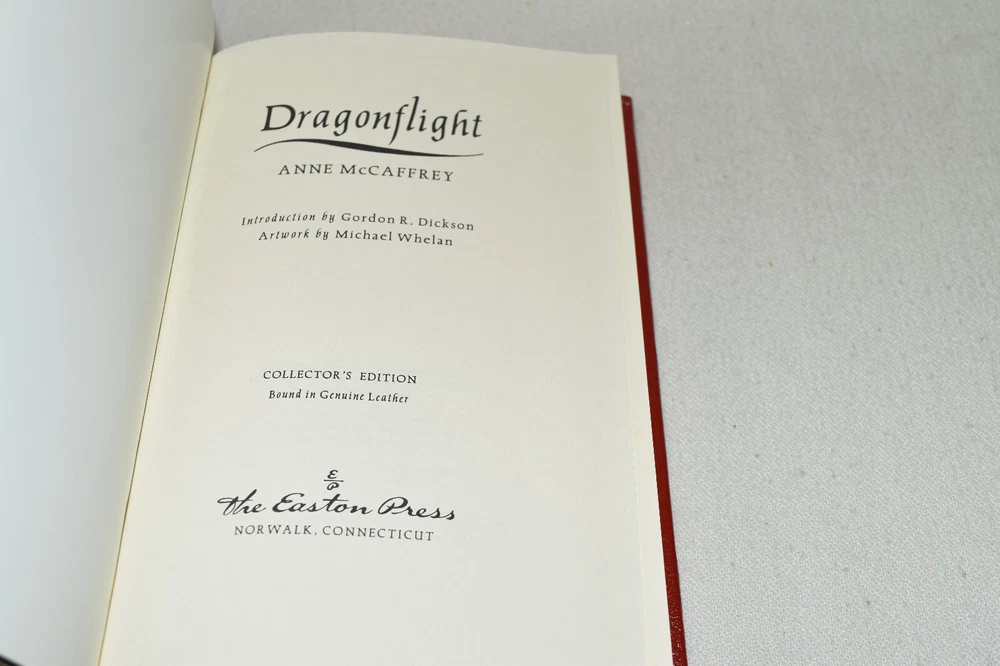 Dragonflight
ANNE McCAFFREY
Introduction by Gordon R. Dickson
Artwork by Michael Whelan
COLLECTOR'S EDITION
Bound in Genuine Leather
E
P
The Easton Press
NORWALK, CONNECTICUT